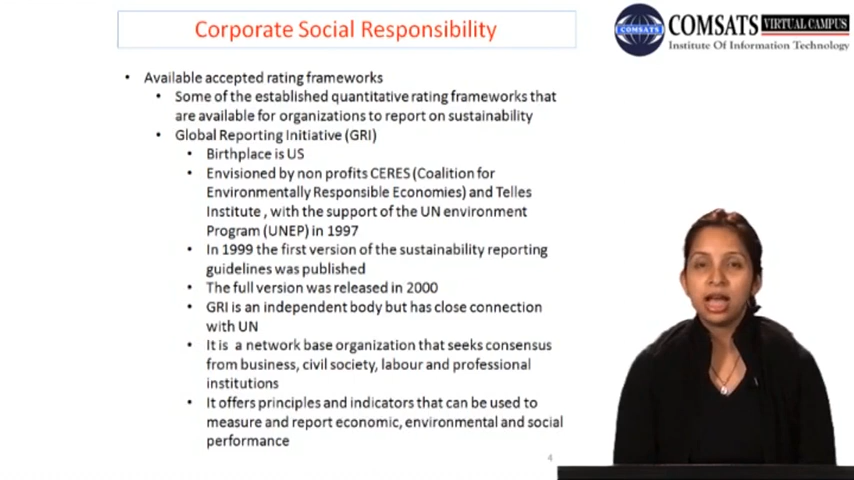 Corporate Social Responsibility
COMSATS VIRTUAL CAMPUS
COMSATS
Institute Of Information Technology
• Available accepted rating frameworks
• Some of the established quantitative rating frameworks that
are available for organizations to report on sustainability
• Global Reporting Initiative (GRI)
• Birthplace is US
• Envisioned by non profits CERES (Coalition for
Environmentally Responsible Economies) and Telles
Institute , with the support of the UN environment
Program (UNEP) in 1997
• In 1999 the first version of the sustainability reporting
guidelines was published
• The full version was released in 2000
• GRI is an independent body but has close connection
with UN
• It is a network base organization that seeks consensus
from business, civil society, labour and professional
institutions
• It offers principles and indicators that can be used to
measure and report economic, environmental and social
performance
4